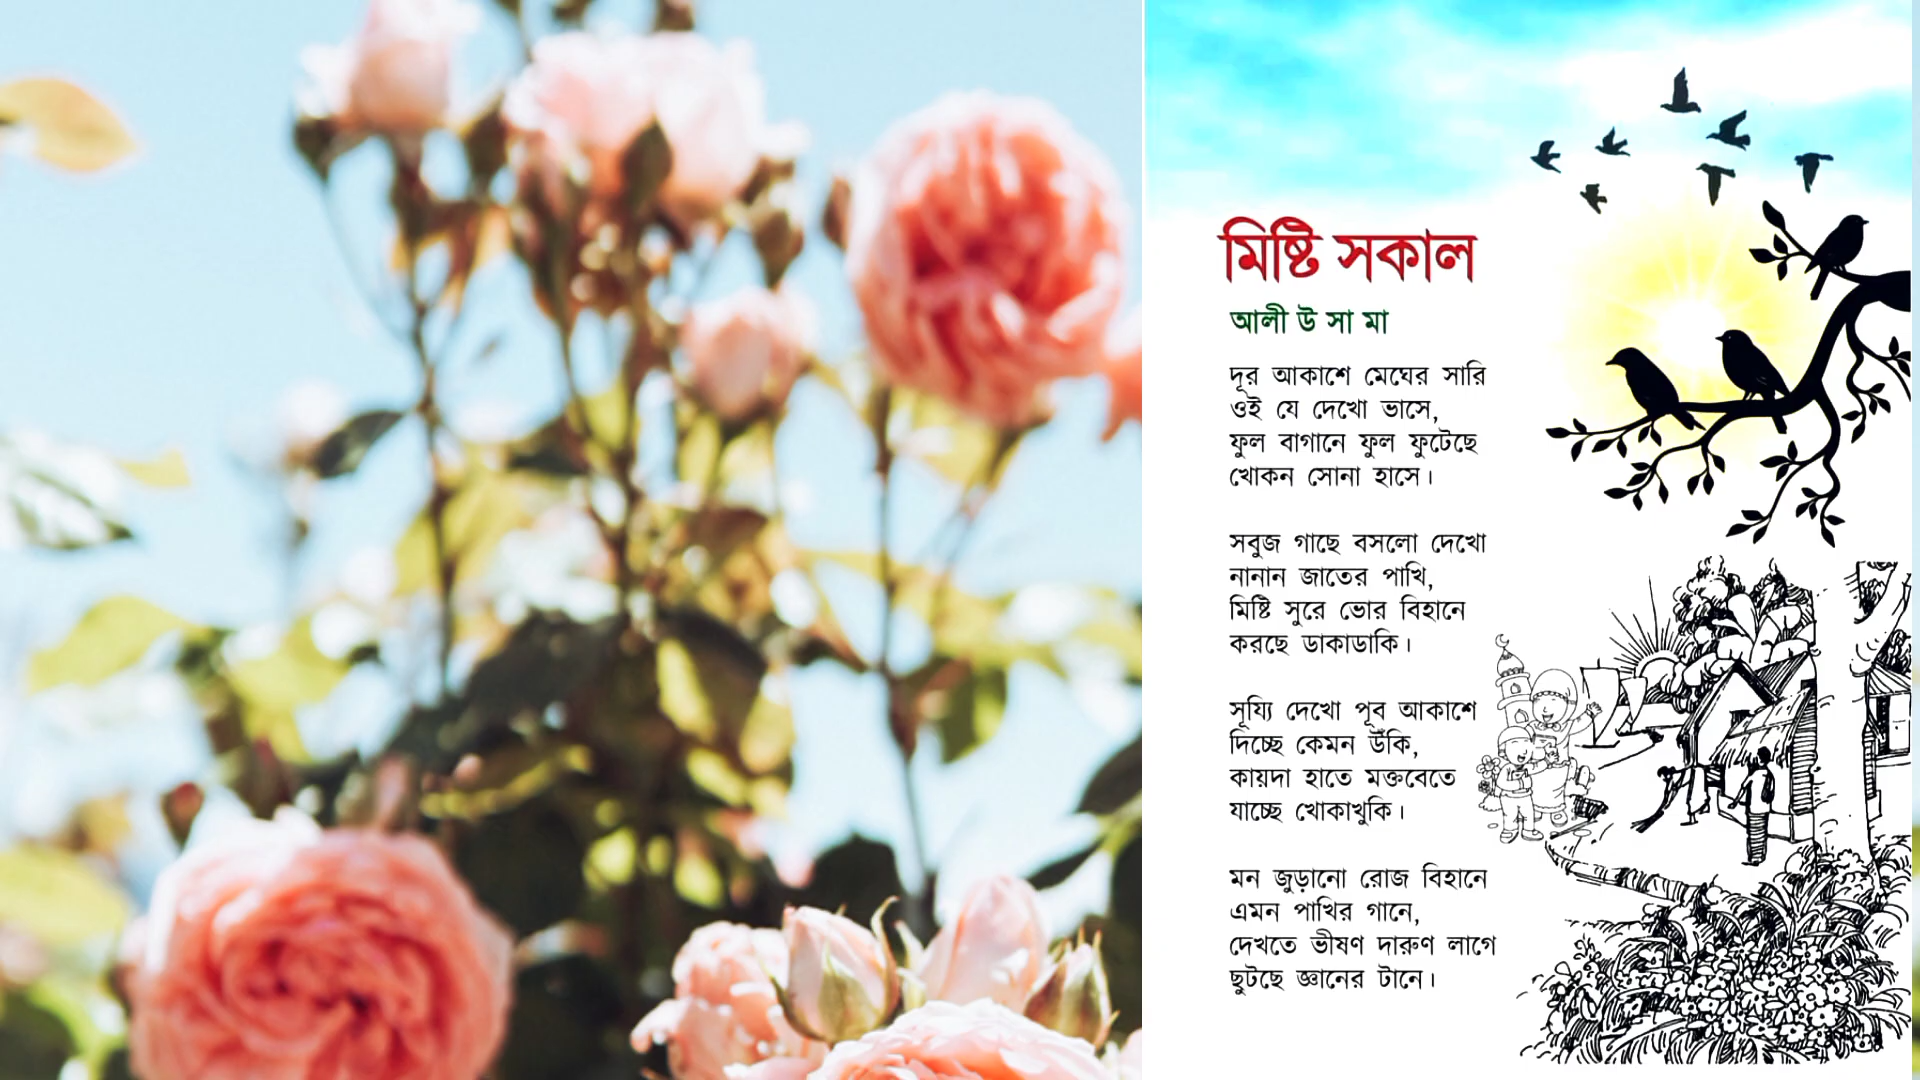 মিষ্টি সকাল
আলী উ সা মা
দূর আকাশে মেঘের সারি
ওই যে দেখো ভাসে,
ফুল বাগানে ফুল ফুটেছে
খোকন সোনা হাসে।
সবুজ গাছে বসলো দেখো
নানান জাতের পাখি,
মিষ্টি সুরে ভোর বিহানে
করছে ডাকাডাকি।
সূয্যি দেখো পূব আকাশে
দিচ্ছে কেমন উঁকি,
কায়দা হাতে মক্তবেতে
যাচ্ছে খোকাখুকি।
মন জুড়ানো রোজ বিহানে
এমন পাখির গানে,
দেখতে ভীষণ দারুণ লাগে
ছুটছে জ্ঞানের টানে।